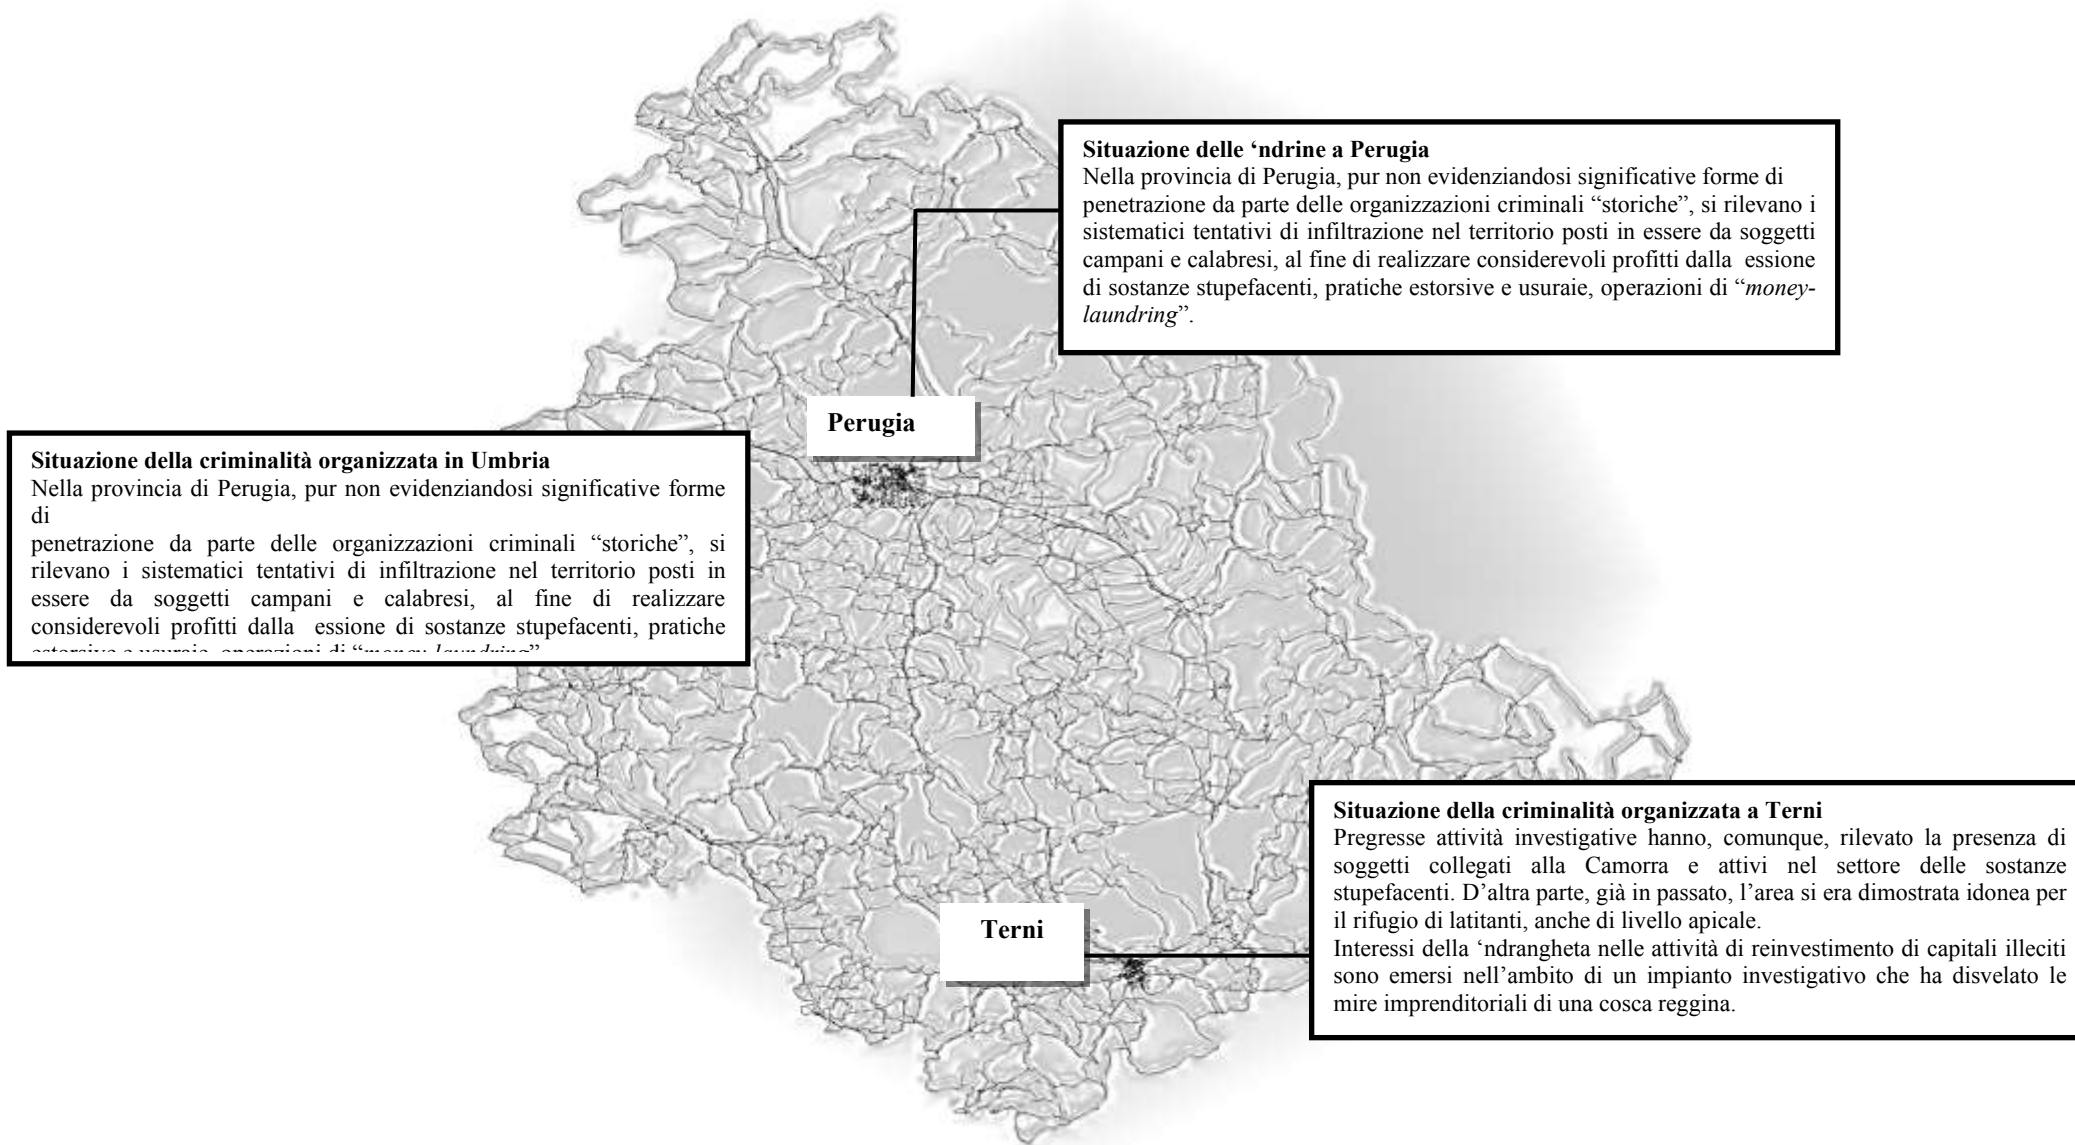 Situazione delle ‘ndrine a Perugia
Nella provincia di Perugia, pur non evidenziandosi significative forme di
penetrazione da parte delle organizzazioni criminali “storiche”, si rilevano i
sistematici tentativi di infiltrazione nel territorio posti in essere da soggetti
campani e calabresi, al fine di realizzare considerevoli profitti dalla  essione
di sostanze stupefacenti, pratiche estorsive e usuraie, operazioni di “money-
laundring”.
Perugia
Situazione della criminalità organizzata in Umbria
Nella provincia di Perugia, pur non evidenziandosi significative forme
di
penetrazione da parte delle organizzazioni criminali “storiche”, si
rilevano i sistematici tentativi di infiltrazione nel territorio posti in
essere da soggetti campani e calabresi, al fine di realizzare
considerevoli profitti dalla  essione di sostanze stupefacenti, pratiche
estorsive e usuraie, operazioni di “money-laundring”
Situazione della criminalità organizzata a Terni
Pregresse attività investigative hanno, comunque, rilevato la presenza di
soggetti collegati alla Camorra e attivi nel settore delle sostanze
stupefacenti. D’altra parte, già in passato, l’area si era dimostrata idonea per
il rifugio di latitanti, anche di livello apicale.
Interessi della ‘ndrangheta nelle attività di reinvestimento di capitali illeciti
sono emersi nell’ambito di un impianto investigativo che ha disvelato le
mire imprenditoriali di una cosca reggina.
Terni